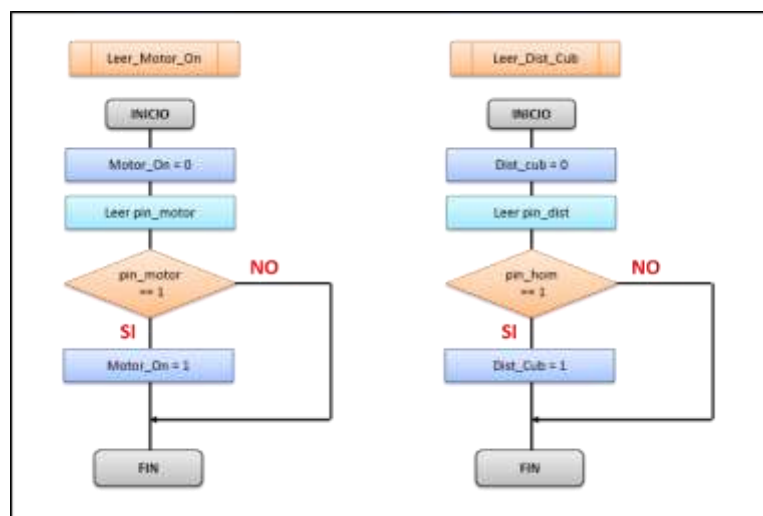 Leer_Motor_On
INICIO
Motor_On = 0
Leer pin_motor
pin_motor
== 1
NO
SI
Motor_On = 1
FIN
Leer_Dist_Cub
INICIO
Dist_cub = 0
Leer pin_dist
pin_hom
== 1
NO
SI
Dist_Cub = 1
FIN